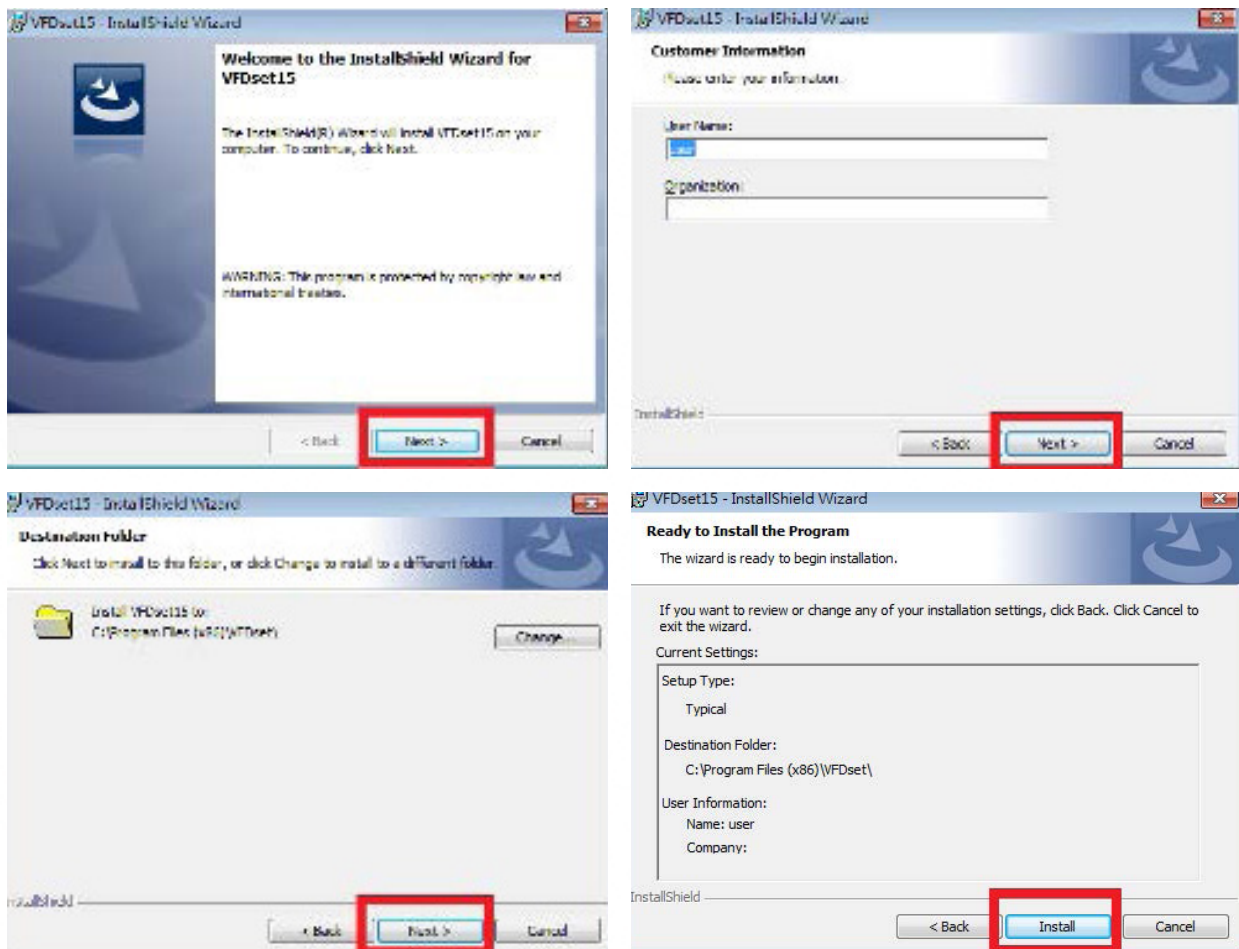 VFDset15 - InstallShield Wizard
Welcome to the InstallShield Wizard for
VFDset15
The InstallShield(R) Wizard will install VFDset15 on your
computer. To continue, click Next.
WARNING: This program is protected by copyright law and
international treaties.
< Back
Next >
Cancel
VFDset15 - InstallShield Wizard
Customer Information
Please enter your information.
User Name:
user
Organization:
InstallShield
< Back
Next >
Cancel
VFDset15 - InstallShield Wizard
Destination Folder
Click Next to install to this folder, or click Change to install to a different folder.
Install VFDset15 to:
C:\Program Files (x86)\VFDset\
Change...
InstallShield
< Back
Next >
Cancel
VFDset15 - InstallShield Wizard
Ready to Install the Program
The wizard is ready to begin installation.
If you want to review or change any of your installation settings, click Back. Click Cancel to
exit the wizard.
Current Settings:
Setup Type:
Typical
Destination Folder:
C:\Program Files (x86)\VFDset\
User Information:
Name: user
Company:
InstallShield
< Back
Install
Cancel